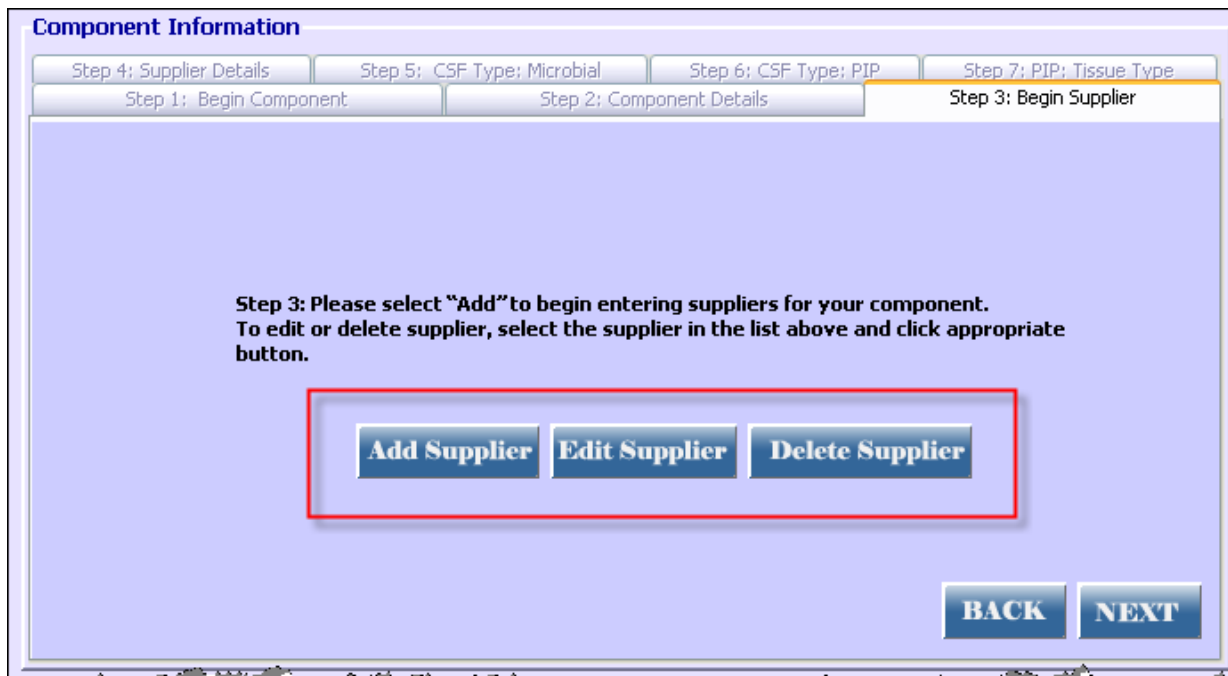 Component Information
Step 4: Supplier Details
Step 5: CSF Type: Microbial
Step 6: CSF Type: PIP
Step 7: PIP: Tissue Type
Step 1: Begin Component
Step 2: Component Details
Step 3: Begin Supplier
Step 3: Please select “Add” to begin entering suppliers for your component.
To edit or delete supplier, select the supplier in the list above and click appropriate
button.
Add Supplier
Edit Supplier
Delete Supplier
BACK
NEXT